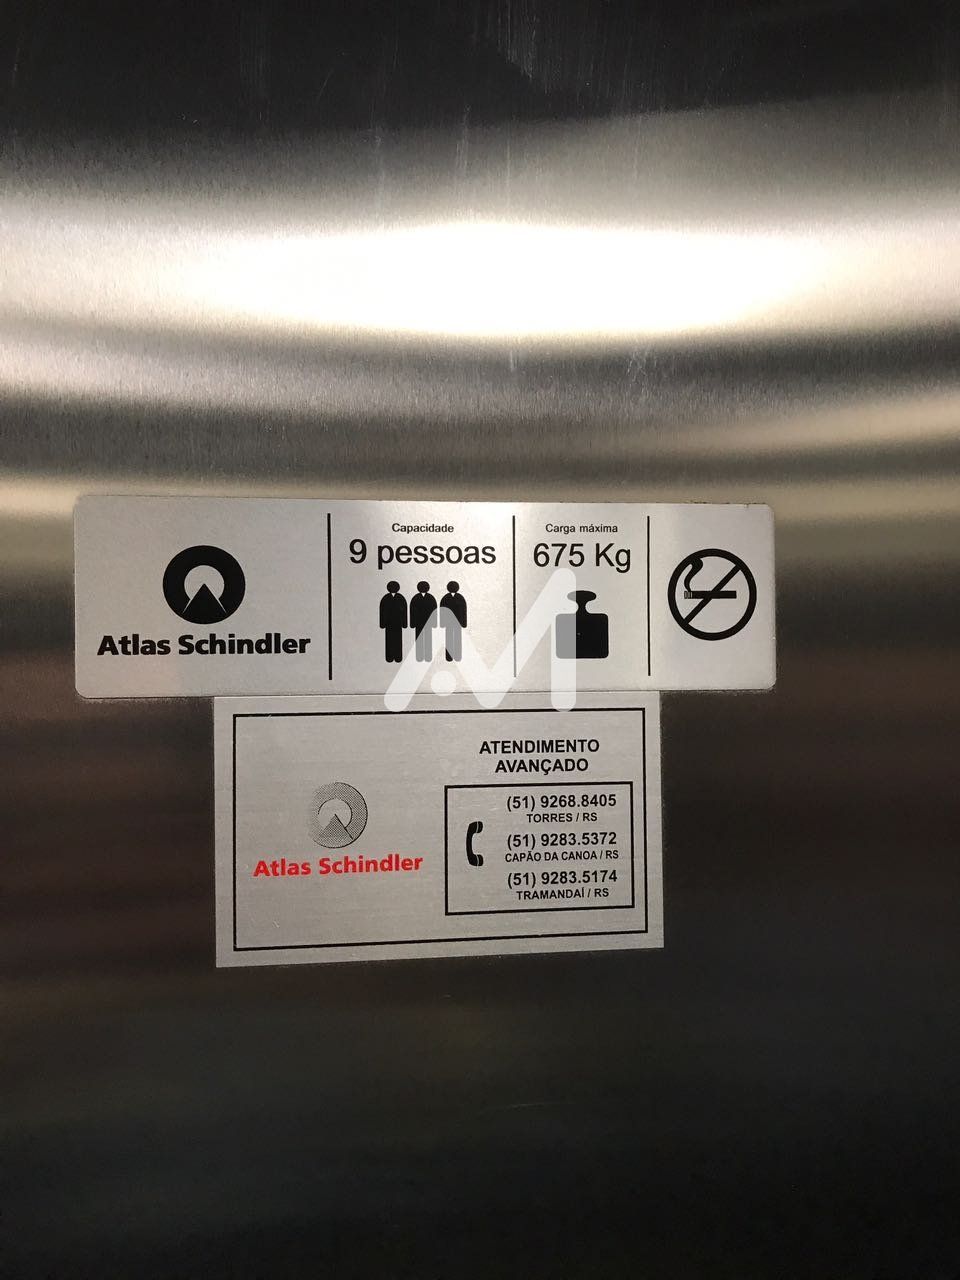 Atlas Schindler
Capacidade
9 pessoas
Carga máxima
675 Kg
Atlas Schindler
ATENDIMENTO
AVANÇADO
(51) 9268.8405
TORRES / RS
(51) 9283.5372
CAPÃO DA CANOA / RS
(51) 9283.5174
TRAMANDAÍ / RS